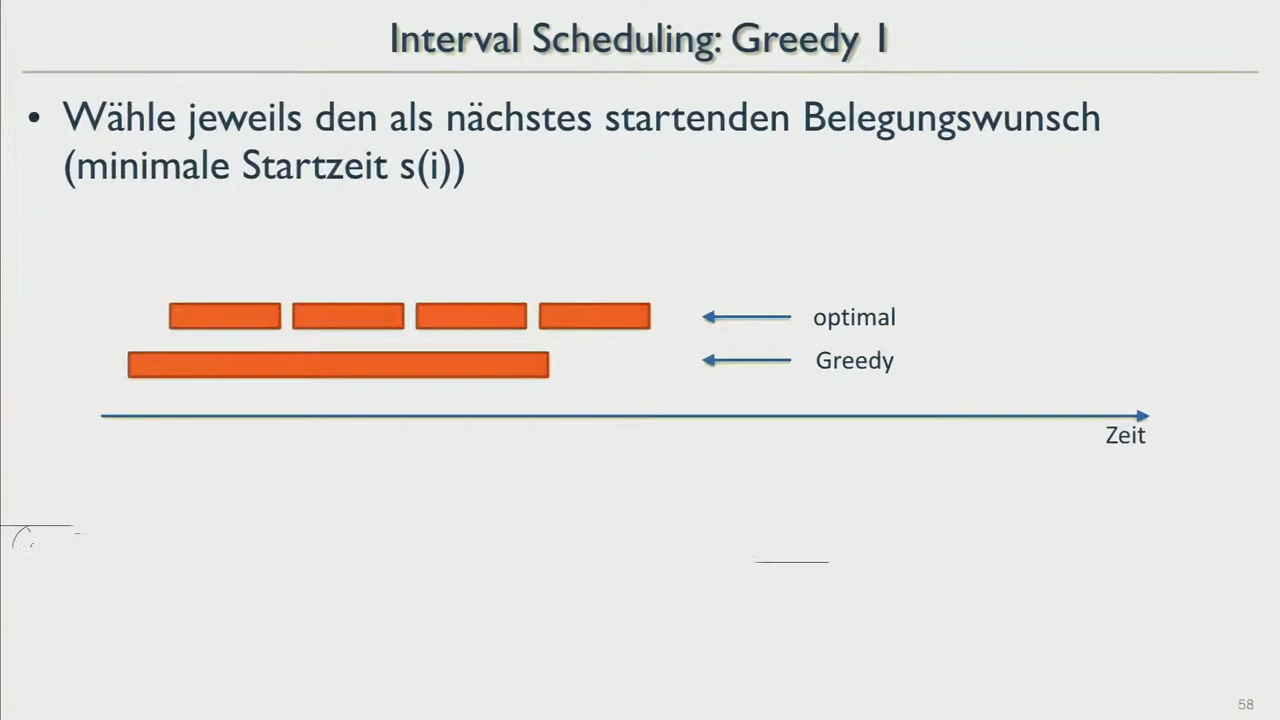 Interval Scheduling: Greedy 1
• Wähle jeweils den als nächstes startenden Belegungswunsch
(minimale Startzeit s(i))
optimal
Greedy
Zeit
58